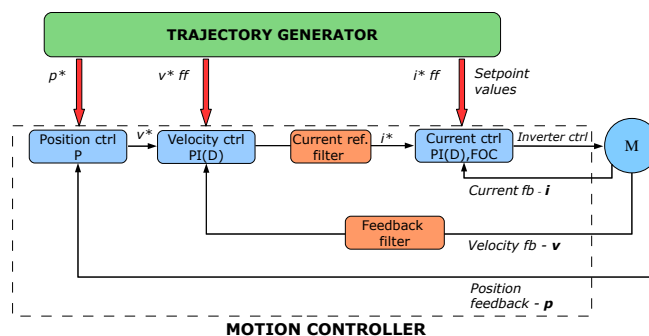 TRAJECTORY GENERATOR
p*
v* ff
i* ff
Setpoint
values
Position ctrl
P
v*
Velocity ctrl
PI(D)
Current ref.
filter
i*
Current ctrl
PI(D),FOC
Inverter ctrl
M
Current fb - i
Feedback
filter
Velocity fb - v
Position
feedback - p
MOTION CONTROLLER